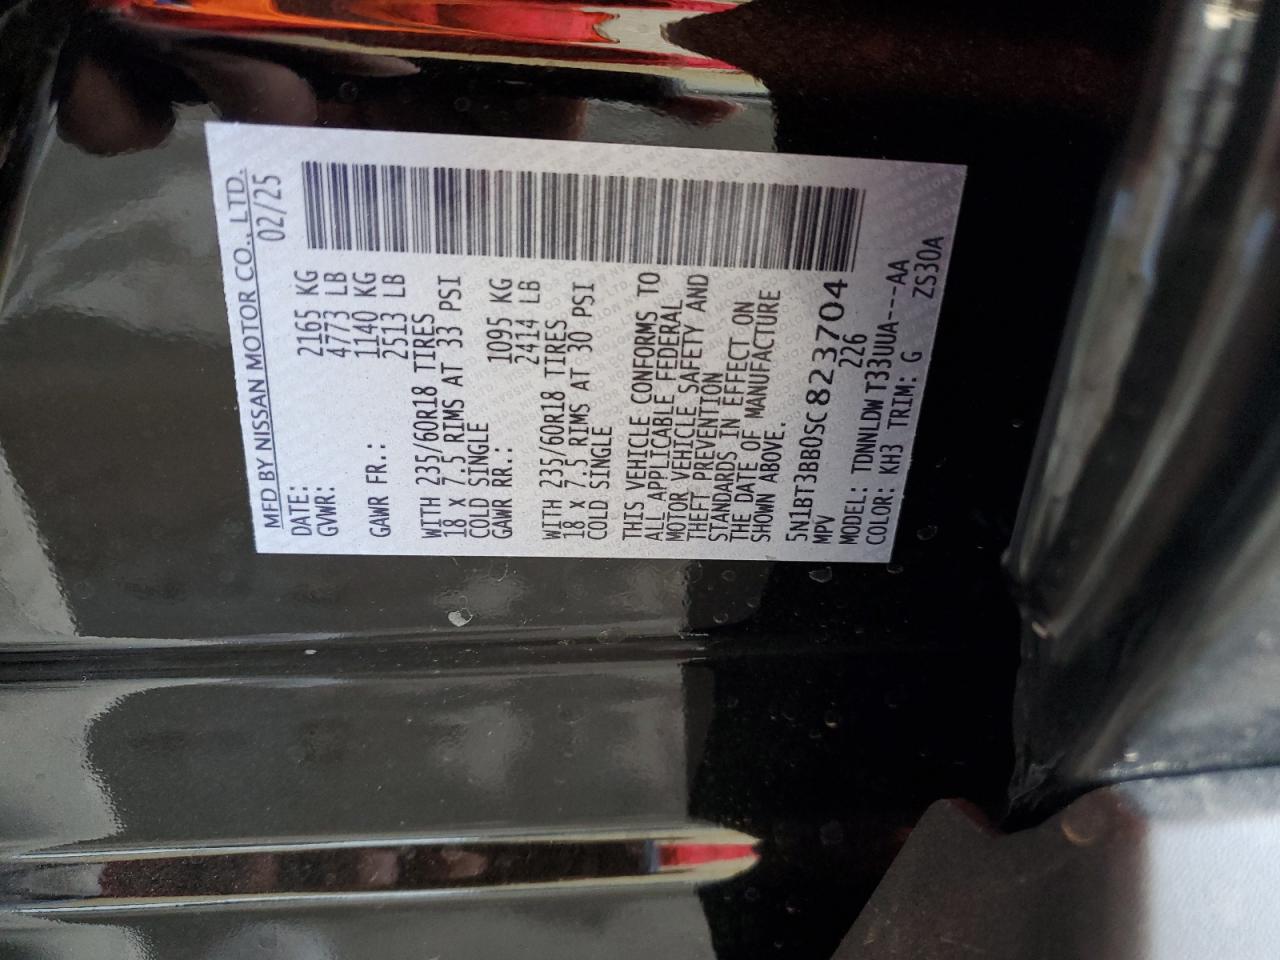 MFD BY NISSAN MOTOR CO., LTD.
DATE: 02/25
GVWR: 2165 KG
4773 LB
GAWR FR.: 1140 KG
2513 LB
WITH 235/60R18 TIRES
18 X 7.5 RIMS AT 33 PSI
COLD SINGLE
GAWR RR.: 1095 KG
2414 LB
WITH 235/60R18 TIRES
18 X 7.5 RIMS AT 30 PSI
COLD SINGLE
THIS VEHICLE CONFORMS TO
ALL APPLICABLE FEDERAL
MOTOR VEHICLE SAFETY AND
THEFT PREVENTION
STANDARDS IN EFFECT ON
THE DATE OF MANUFACTURE
SHOWN ABOVE.
5N1BT3BB0SC823704
MPV 226
MODEL: TDNNLDW T33UUA---AA
COLOR: KH3 TRIM: G ZS30A